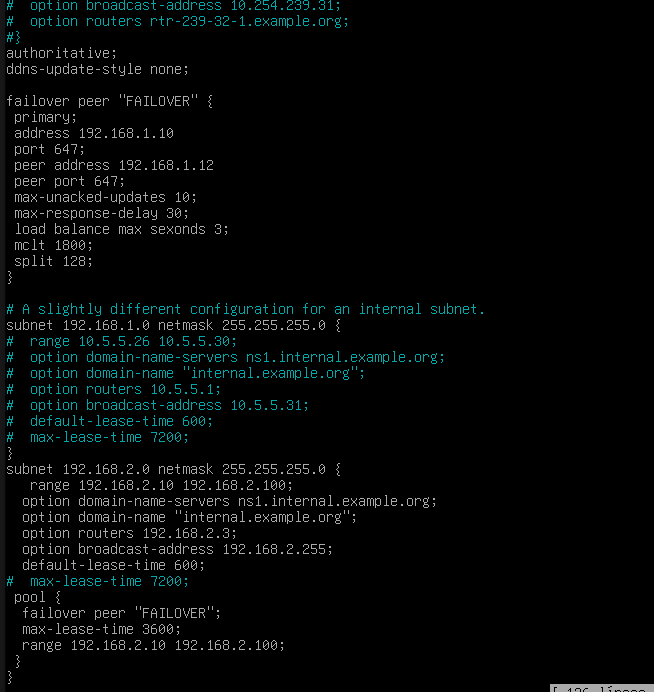 #  option broadcast-address 10.254.239.31;
#  option routers rtr-239-32-1.example.org;
#}
authoritative;
ddns-update-style none;
failover peer "FAILOVER" {
primary;
address 192.168.1.10
port 647;
peer address 192.168.1.12
peer port 647;
max-unacked-updates 10;
max-response-delay 30;
load balance max sexonds 3;
mclt 1800;
split 128;
}
# A slightly different configuration for an internal subnet.
subnet 192.168.1.0 netmask 255.255.255.0 {
#  range 10.5.5.26 10.5.5.30;
#  option domain-name-servers ns1.internal.example.org;
#  option domain-name "internal.example.org";
#  option routers 10.5.5.1;
#  option broadcast-address 10.5.5.31;
#  default-lease-time 600;
#  max-lease-time 7200;
}
subnet 192.168.2.0 netmask 255.255.255.0 {
range 192.168.2.10 192.168.2.100;
option domain-name-servers ns1.internal.example.org;
option domain-name "internal.example.org";
option routers 192.168.2.3;
option broadcast-address 192.168.2.255;
default-lease-time 600;
#  max-lease-time 7200;
pool {
failover peer "FAILOVER";
max-lease-time 3600;
range 192.168.2.10 192.168.2.100;
}
}